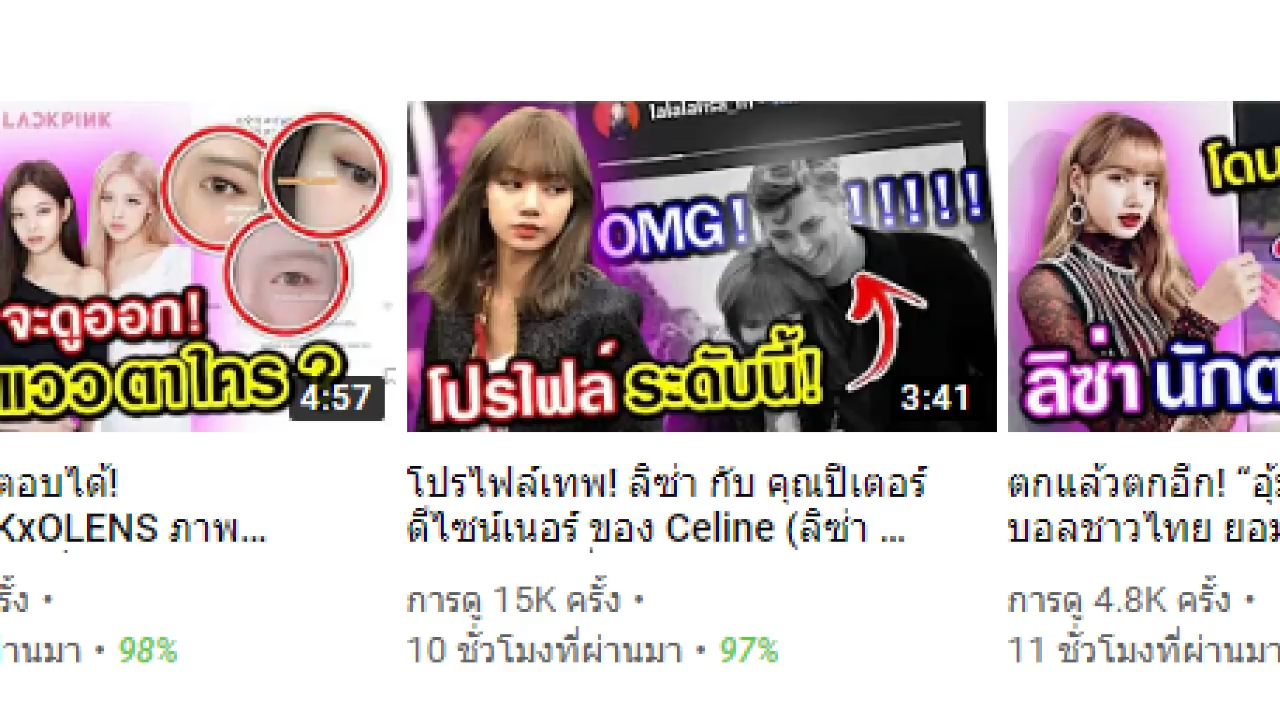 LACKPINK
จะดูออก!
แวว ตาใคร ?
4:57
ตอบได้!
KxOLENS ภาพ...
รั้ง •
่านมา • 98%
lalalalisa_m
OMG ! !!!!!
โปรไฟล์ ระดับนี้!
3:41
โปรไฟล์เทพ! ลิซ่า กับ คุณปีเตอร์
ดีไซน์เนอร์ ของ Celine (ลิซ่า ...
การดู 15K ครั้ง •
10 ชั่วโมงที่ผ่านมา • 97%
โดน
ลิซ่า นักต
ตกแล้วตกอีก! “อุ้
บอลชาวไทย ยอม
การดู 4.8K ครั้ง •
11 ชั่วโมงที่ผ่านมา